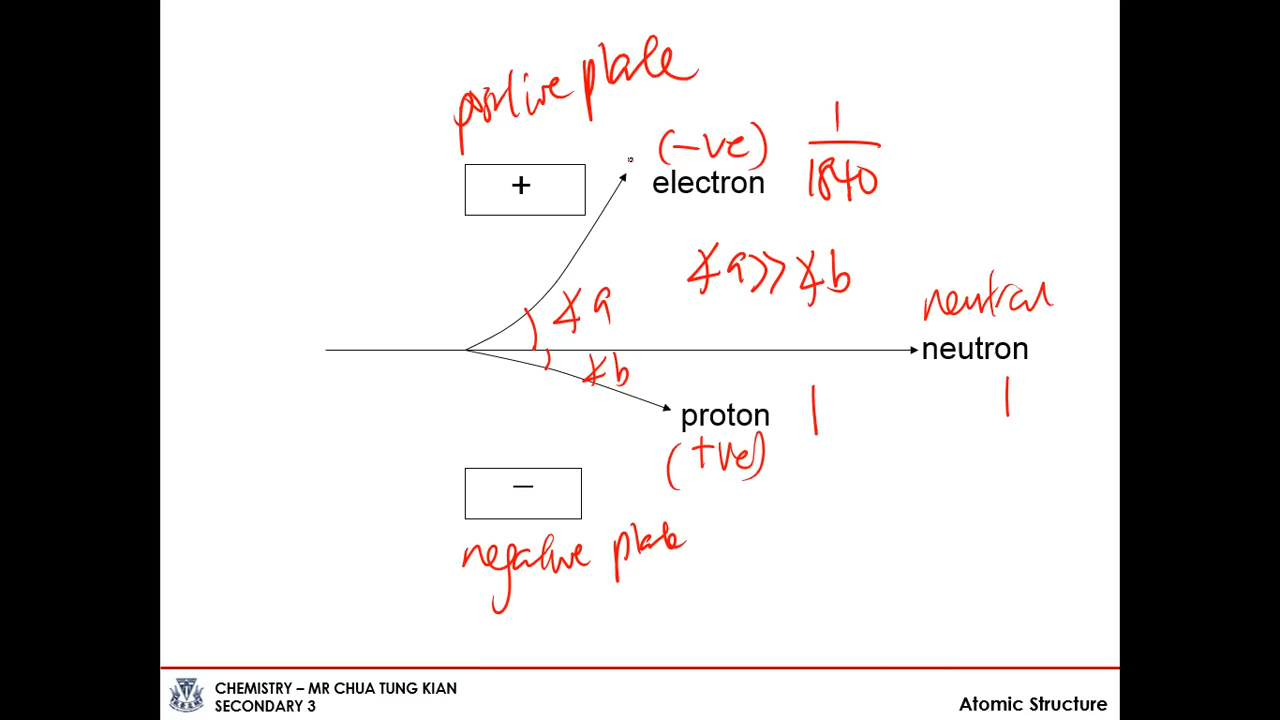 positive plate
+
(-ve)
electron
1
1840
∡a >> ∡b
∡a
neutral
neutron
∡b
1
proton
1
(+ve)
–
negative plate
CHEMISTRY – MR CHUA TUNG KIAN
SECONDARY 3
Atomic Structure